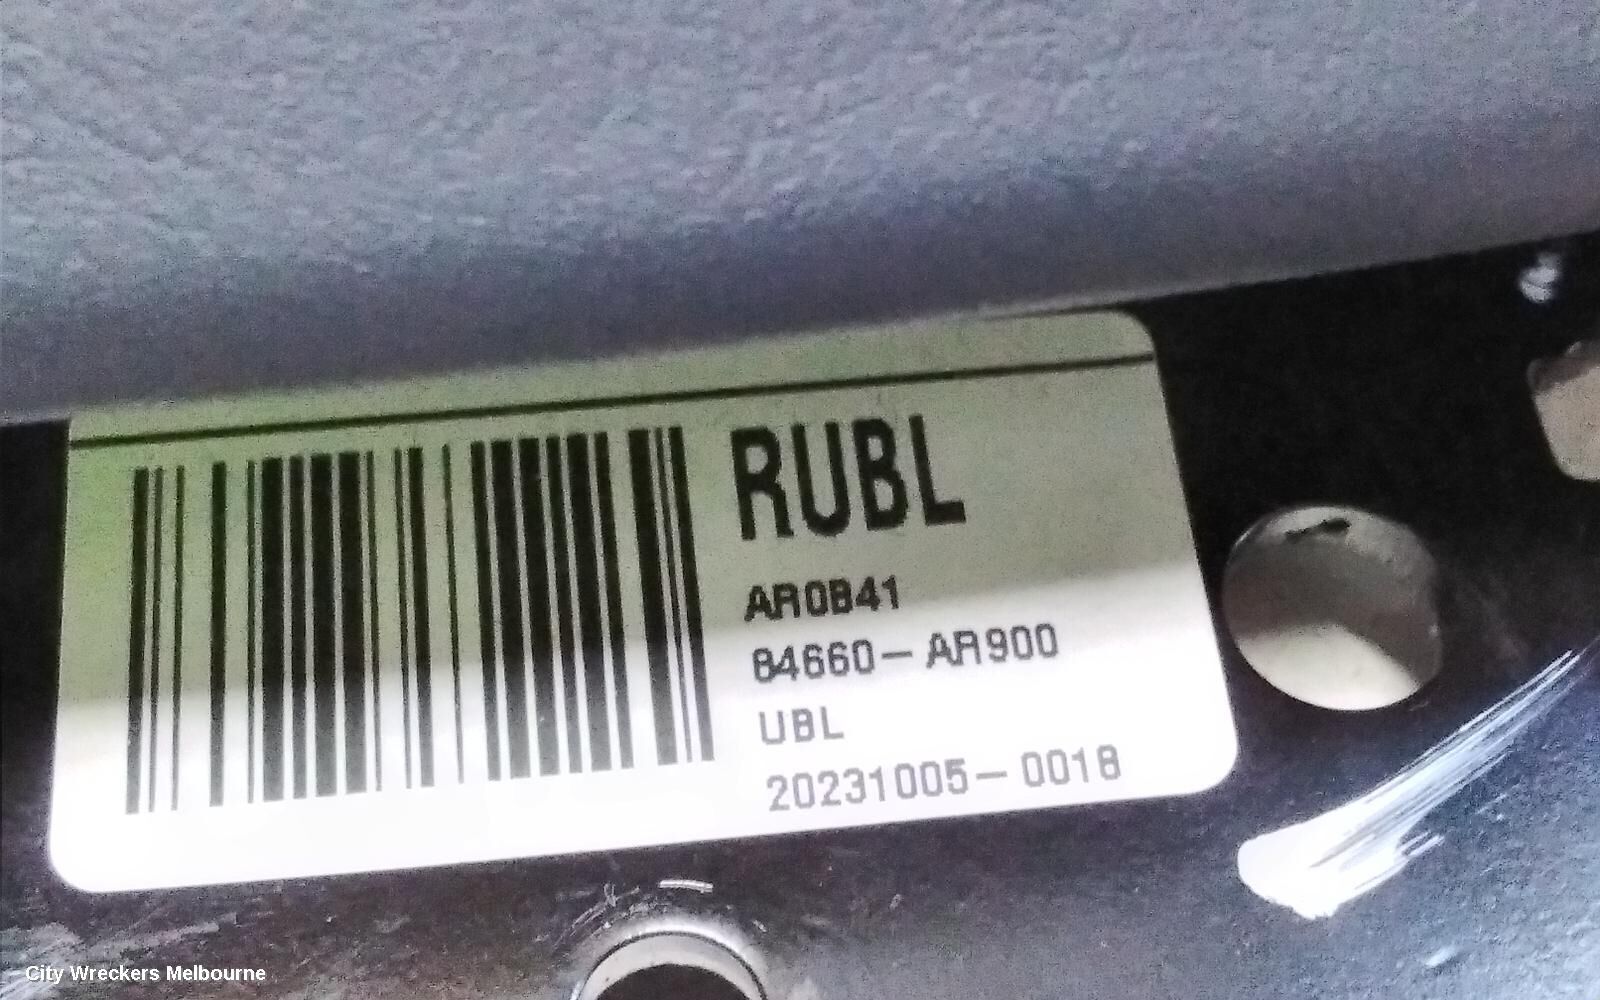 RUBL
AR0B41
84660-AR900
UBL
20231005-0018
City Wreckers Melbourne